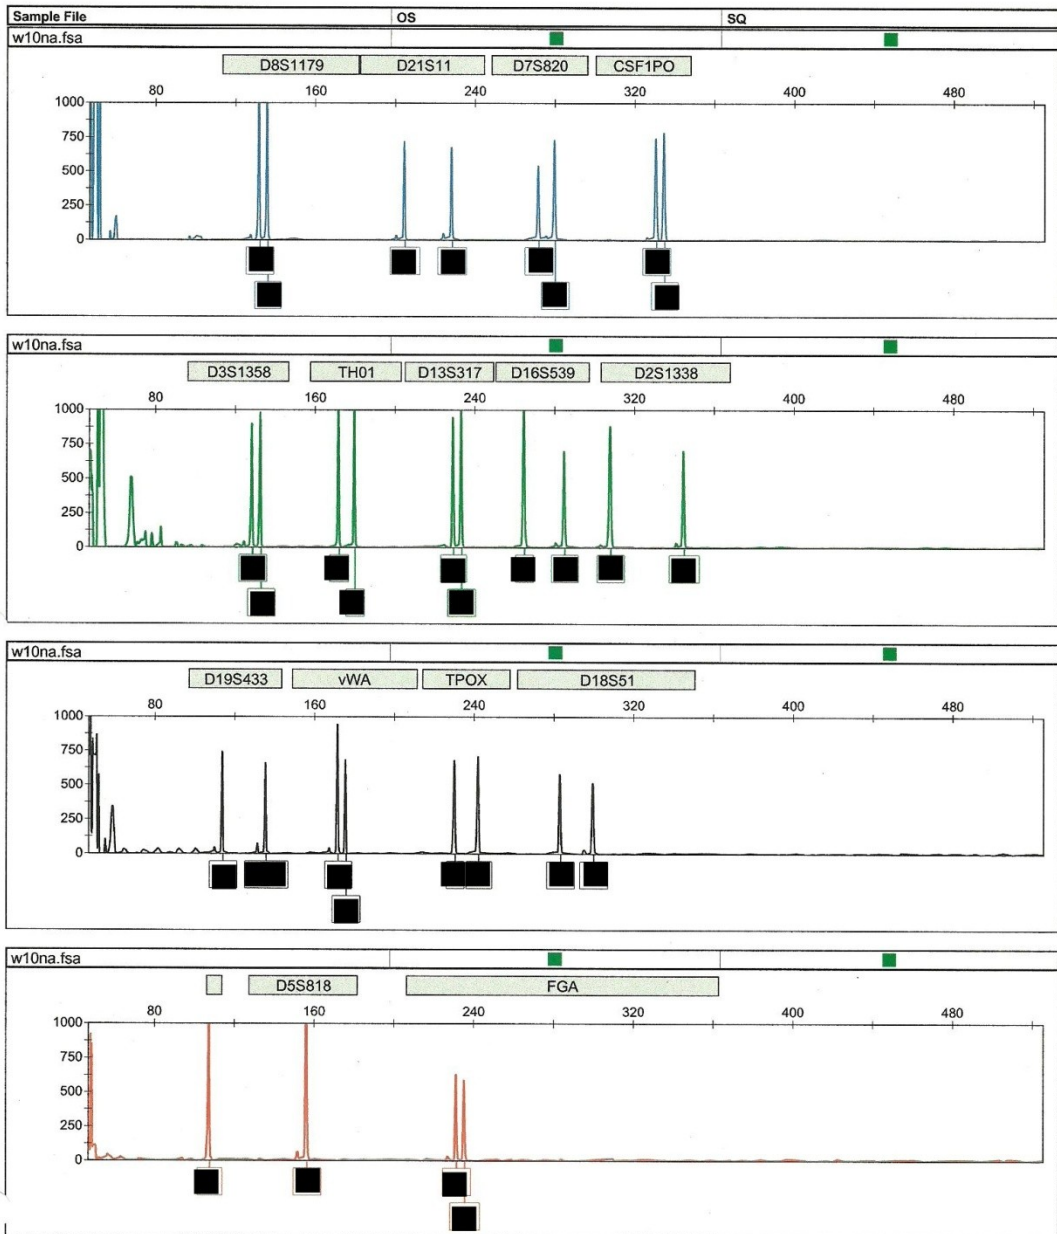 Sample File OS SQ
w10na.fsa
D8S1179 D21S11 D7S820 CSF1PO
80 160 240 320 400 480
1000
750
500
250
0
w10na.fsa
D3S1358 TH01 D13S317 D16S539 D2S1338
80 160 240 320 400 480
1000
750
500
250
0
w10na.fsa
D19S433 vWA TPOX D18S51
80 160 240 320 400 480
1000
750
500
250
0
w10na.fsa
D5S818 FGA
80 160 240 320 400 480
1000
750
500
250
0